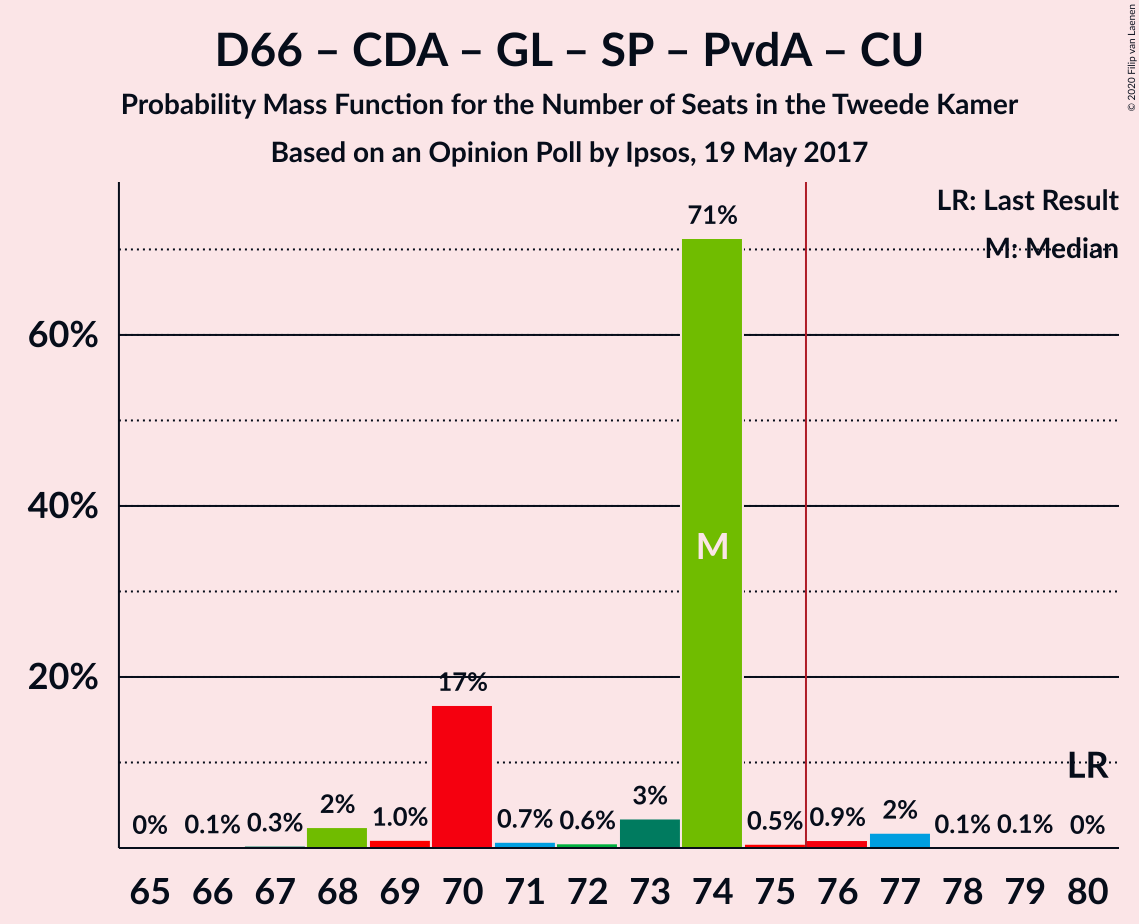 D66 – CDA – GL – SP – PvdA – CU
Probability Mass Function for the Number of Seats in the Tweede Kamer
Based on an Opinion Poll by Ipsos, 19 May 2017
© 2020 Filip van Laenen
LR: Last Result
M: Median
71%
60%
40%
M
20%
17%
LR
0% 0.1% 0.3% 2% 1.0% 0.7% 0.6% 3% 0.5% 0.9% 2% 0.1% 0.1% 0%
65 66 67 68 69 70 71 72 73 74 75 76 77 78 79 80